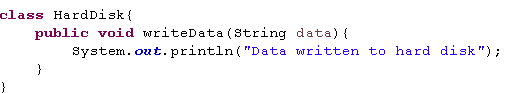 class HardDisk{
    public void writeData(String data){
        System.out.println("Data written to hard disk");
    }
}